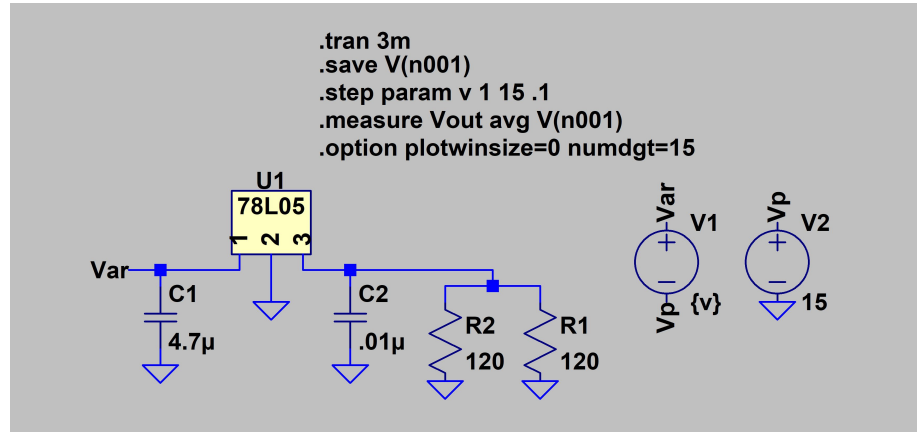 .tran 3m
.save V(n001)
.step param v 1 15 .1
.measure Vout avg V(n001)
.option plotwinsize=0 numdgt=15
U1
78L05
1 2 3
Var
C1
4.7µ
C2
.01µ
R2
120
R1
120
Var
V1
Vp
{v}
Vp
V2
15